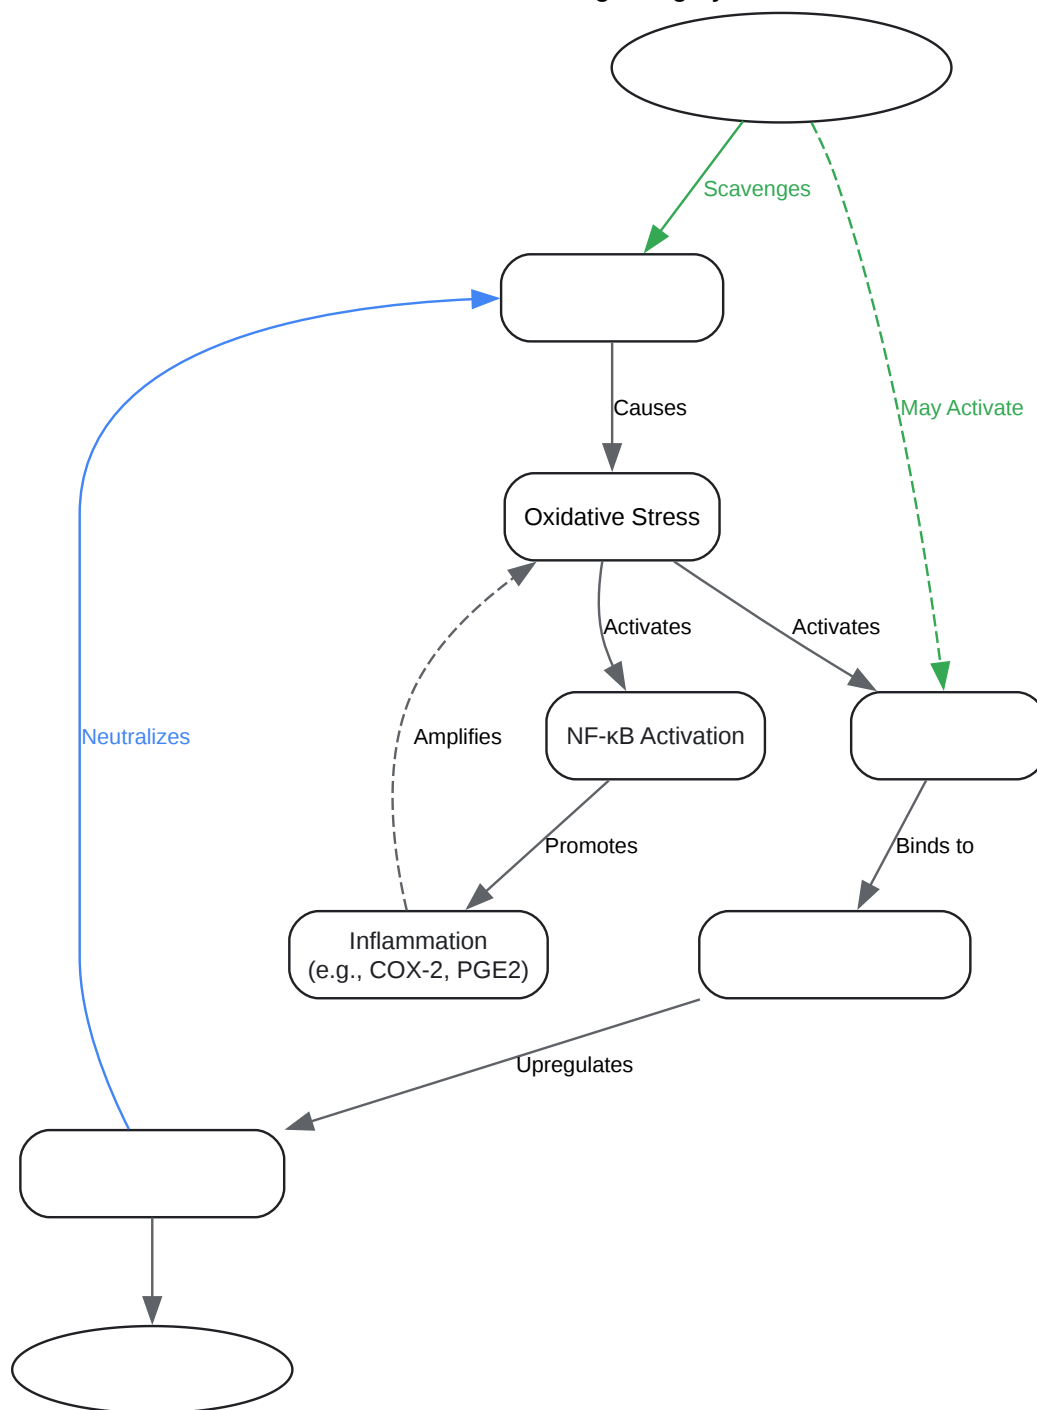 Scavenges
Causes
May Activate
Oxidative Stress
Activates
Activates
Neutralizes
Amplifies
NF-κB Activation
Promotes
Binds to
Inflammation
(e.g., COX-2, PGE2)
Upregulates